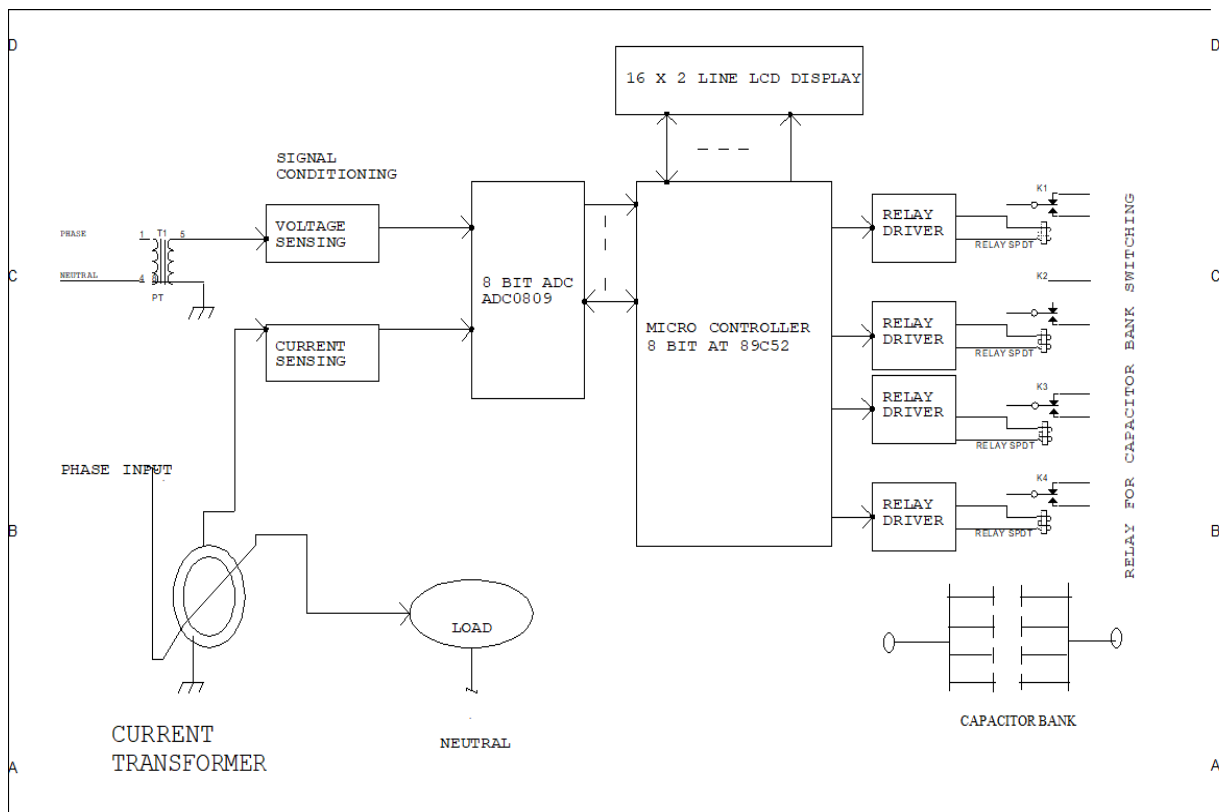 D
D
16 X 2 LINE LCD DISPLAY
SIGNAL
CONDITIONING
VOLTAGE
SENSING
PHASE
1
T1
5
NEUTRAL
4
8
PT
C
C
8 BIT ADC
ADC0809
CURRENT
SENSING
MICRO CONTROLLER
8 BIT AT 89C52
RELAY
DRIVER
K1
RELAY SPDT
K2
RELAY
DRIVER
RELAY SPDT
RELAY
DRIVER
K3
RELAY SPDT
RELAY
DRIVER
K4
RELAY SPDT
RELAY FOR CAPACITOR BANK SWITCHING
PHASE INPUT
B
B
LOAD
NEUTRAL
CURRENT
TRANSFORMER
CAPACITOR BANK
A
A